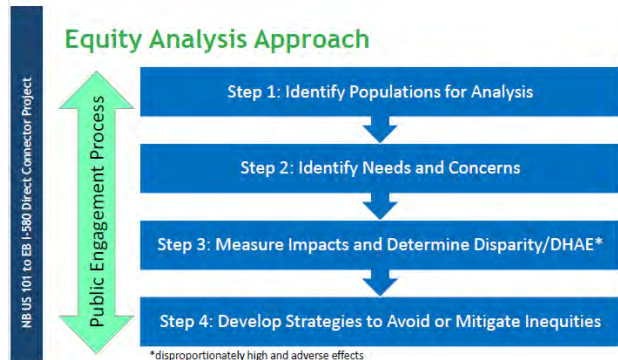 Equity Analysis Approach
NB US 101 to EB I-580 Direct Connector Project
Public Engagement Process
Step 1: Identify Populations for Analysis
Step 2: Identify Needs and Concerns
Step 3: Measure Impacts and Determine Disparity/DHAE*
Step 4: Develop Strategies to Avoid or Mitigate Inequities
*disproportionately high and adverse effects